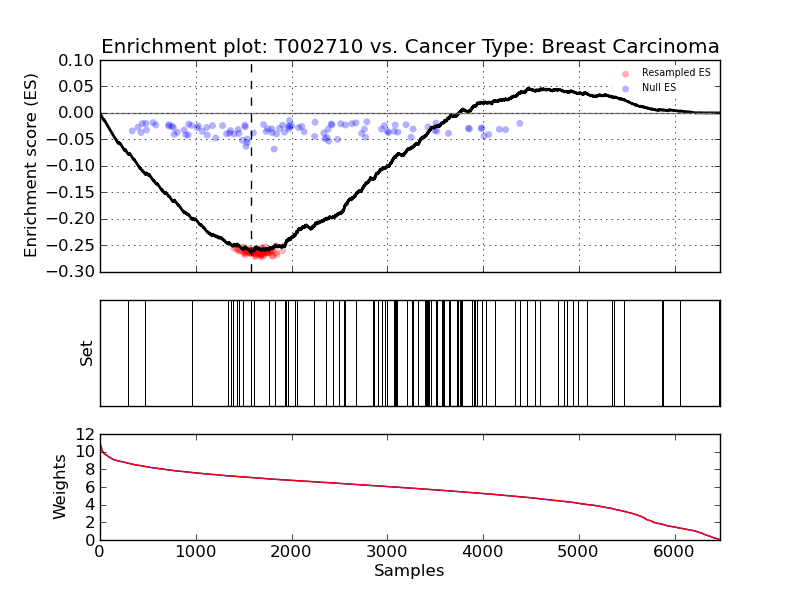 Enrichment plot: T002710 vs. Cancer Type: Breast Carcinoma
0.10
0.05
0.00
−0.05
−0.10
−0.15
−0.20
−0.25
−0.30
Enrichment score (ES)
Resampled ES
Null ES
Set
12
10
8
6
4
2
0
Weights
0 1000 2000 3000 4000 5000 6000
Samples